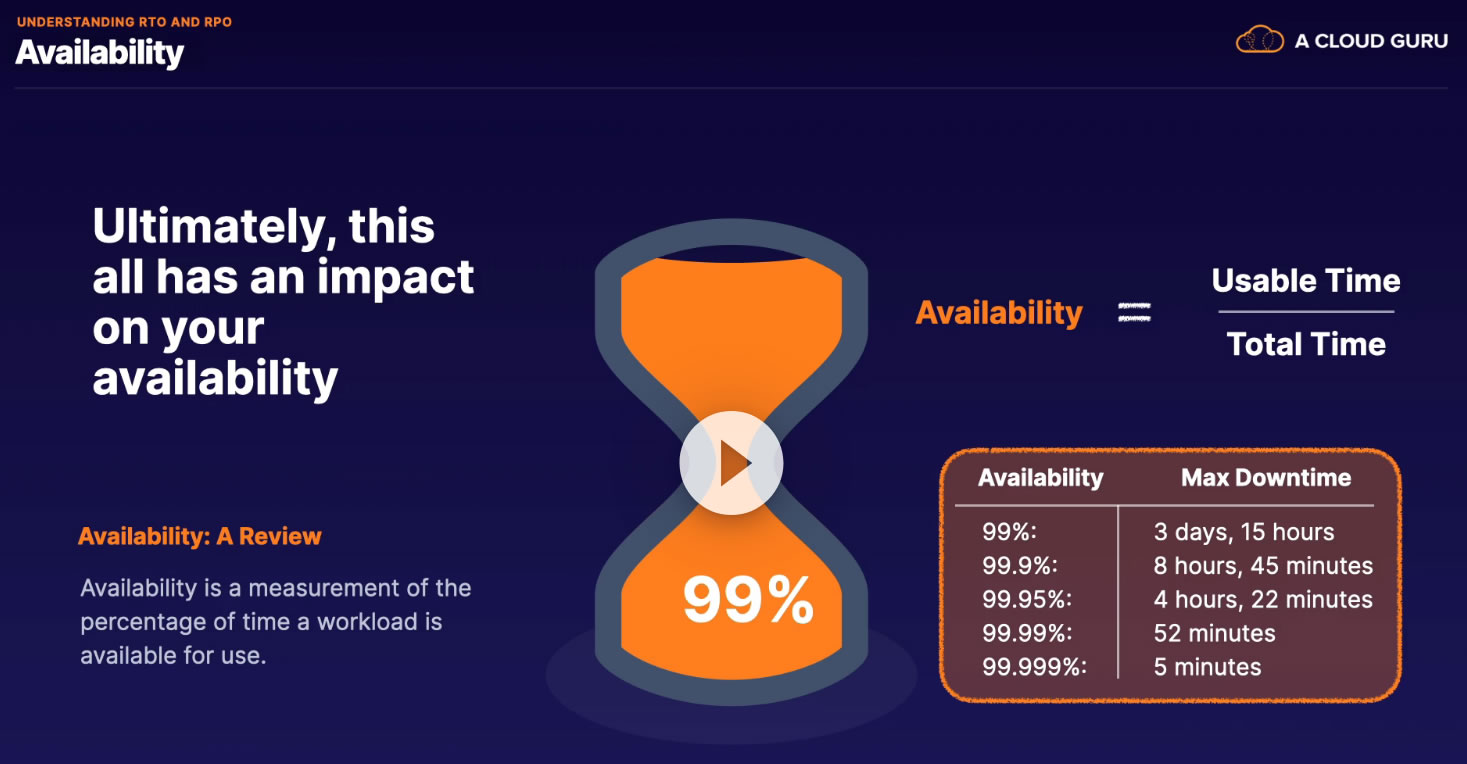 UNDERSTANDING RTO AND RPO
Availability
A CLOUD GURU
Ultimately, this
all has an impact
on your
availability
Availability: A Review
Availability is a measurement of the
percentage of time a workload is
available for use.
99%
Availability = Usable Time
Total Time
Availability Max Downtime
99%: 3 days, 15 hours
99.9%: 8 hours, 45 minutes
99.95%: 4 hours, 22 minutes
99.99%: 52 minutes
99.999%: 5 minutes